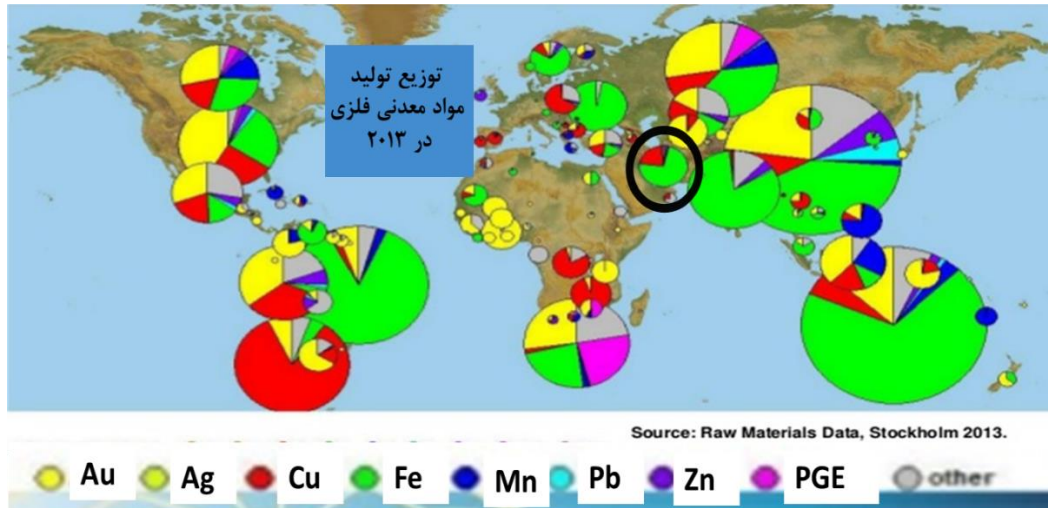 توزیع تولید
مواد معدنی فلزی
در ۲۰۱۳
Source: Raw Materials Data, Stockholm 2013.
Au Ag Cu Fe Mn Pb Zn PGE other